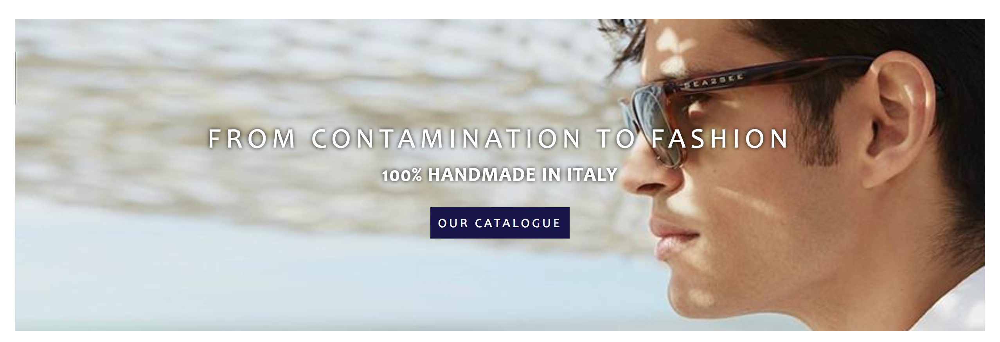 SEA2SEE
FROM CONTAMINATION TO FASHION
100% HANDMADE IN ITALY
OUR CATALOGUE